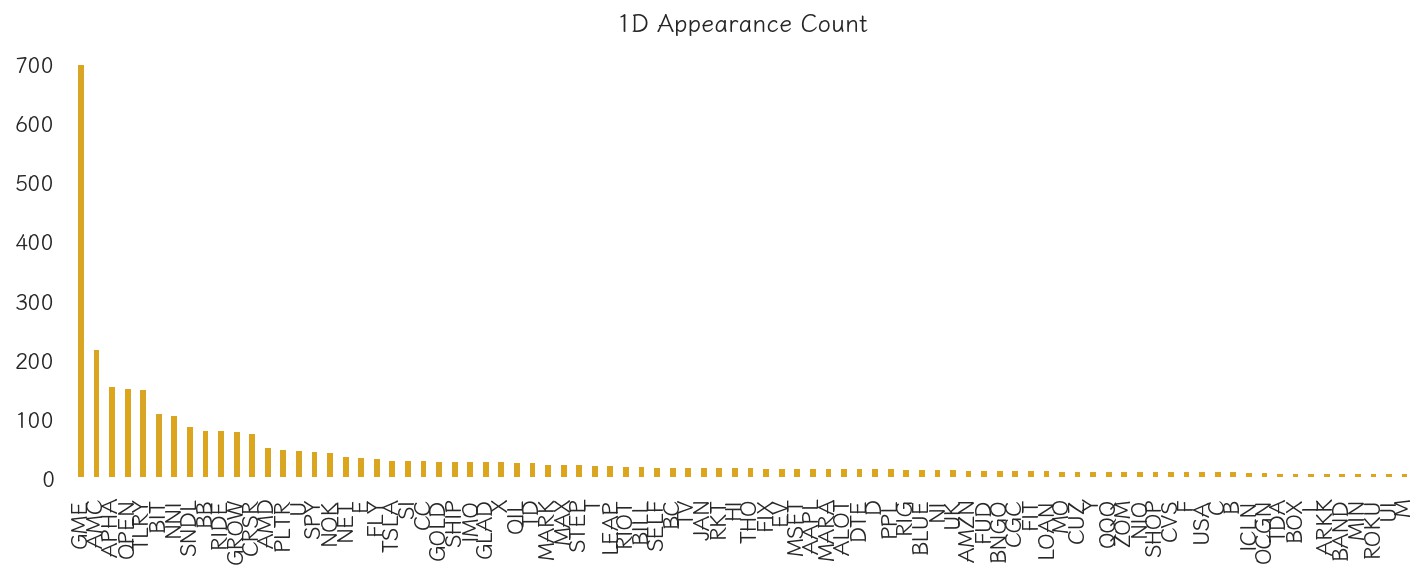 1D Appearance Count
700
600
500
400
300
200
100
0
GME
AMC
APHA
OPEN
TLRY
BIT
NNI
SNDL
BB
RIDE
GROW
CRSR
AMD
PLTR
U
SPY
NOK
NET
E
FLY
TSLA
SI
CC
GOLD
SHIP
IMO
GLAD
X
OIL
TD
MARK
MAX
STEP
T
LEAP
RIOT
BILL
SELF
BC
EV
JAN
RKT
HI
THO
FIX
EV
EVI
MSFT
AAPL
MARA
ALOT
DTE
D
PPL
RIG
BLUE
NI
UK
AMZN
FUD
BNGO
CGC
FIT
LOAN
MO
CUZ
Y
QQQ
ZOM
NIO
SHOP
CVS
F
USA
C
B
ICLN
OCGN
TDA
BOX
L
ARKK
BAND
MIN
ROKU
UI
M